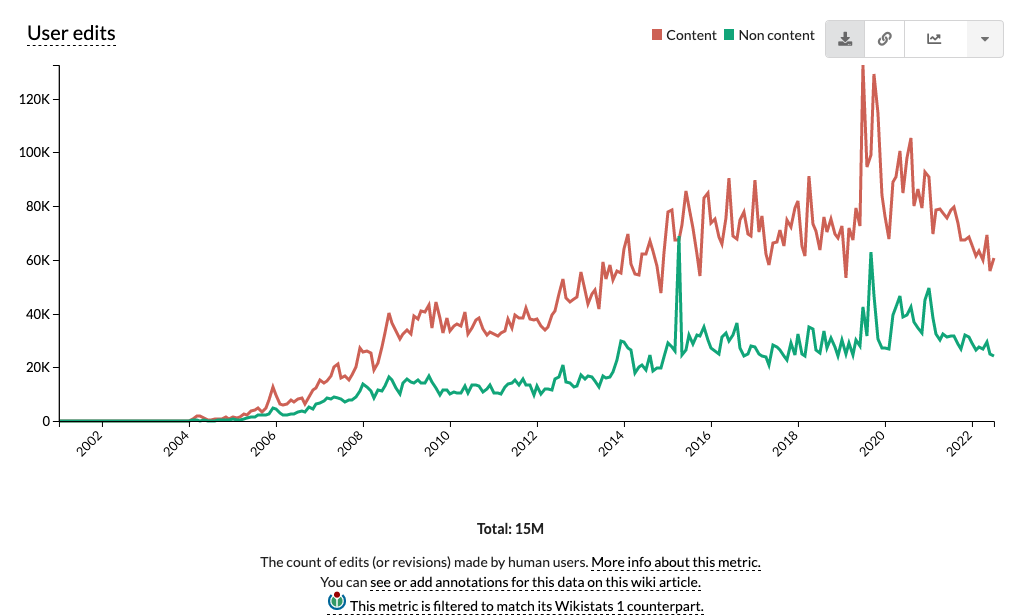 User edits
Content Non content
120K
100K
80K
60K
40K
20K
0
2002 2004 2006 2008 2010 2012 2014 2016 2018 2020 2022
Total: 15M
The count of edits (or revisions) made by human users. More info about this metric.
You can see or add annotations for this data on this wiki article.
This metric is filtered to match its Wikistats 1 counterpart.